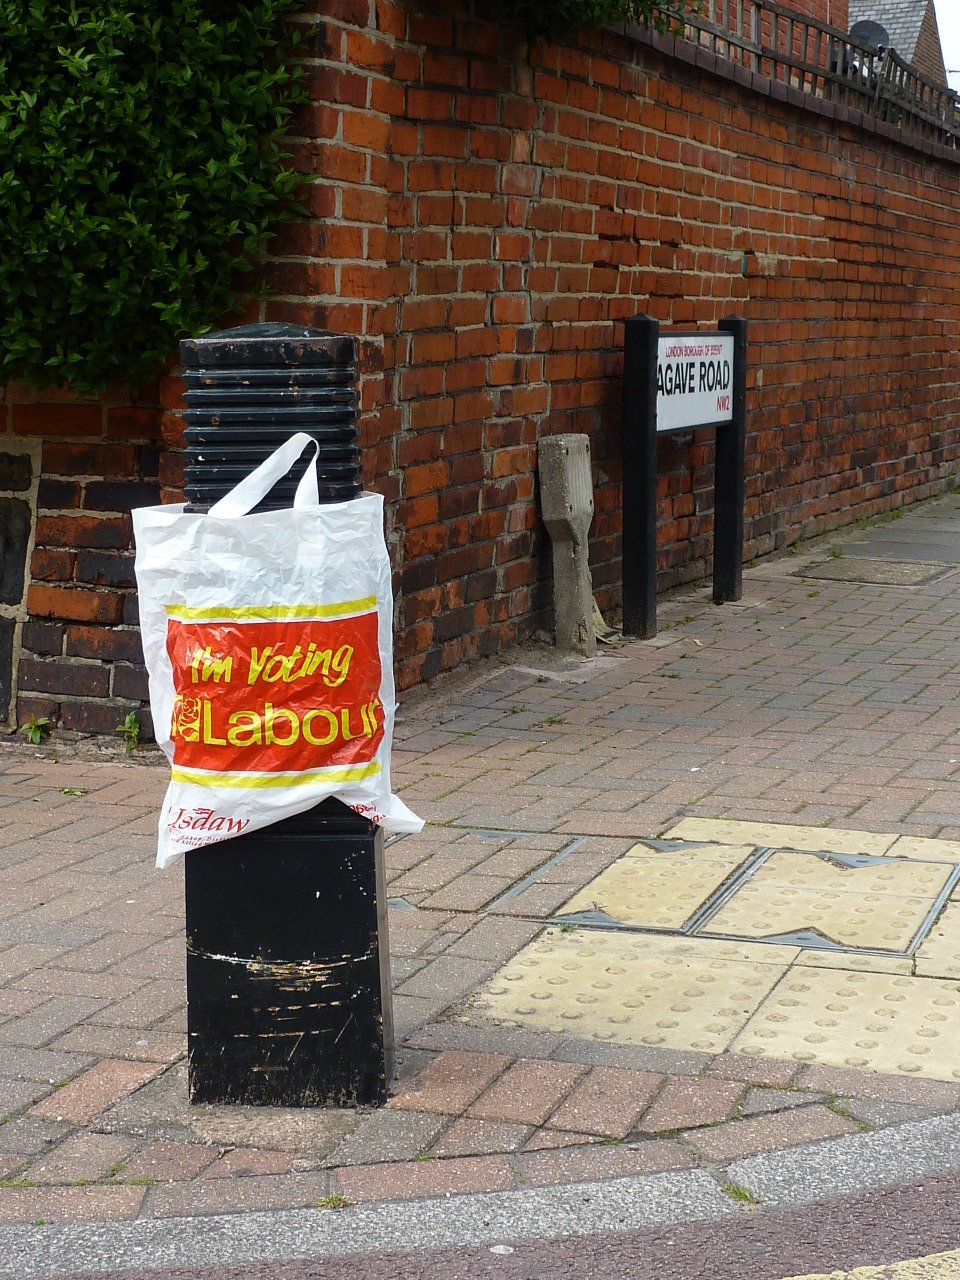 LONDON BOROUGH OF BRENT
AGAVE ROAD
NW2
I'm Voting
Labour
Usdaw